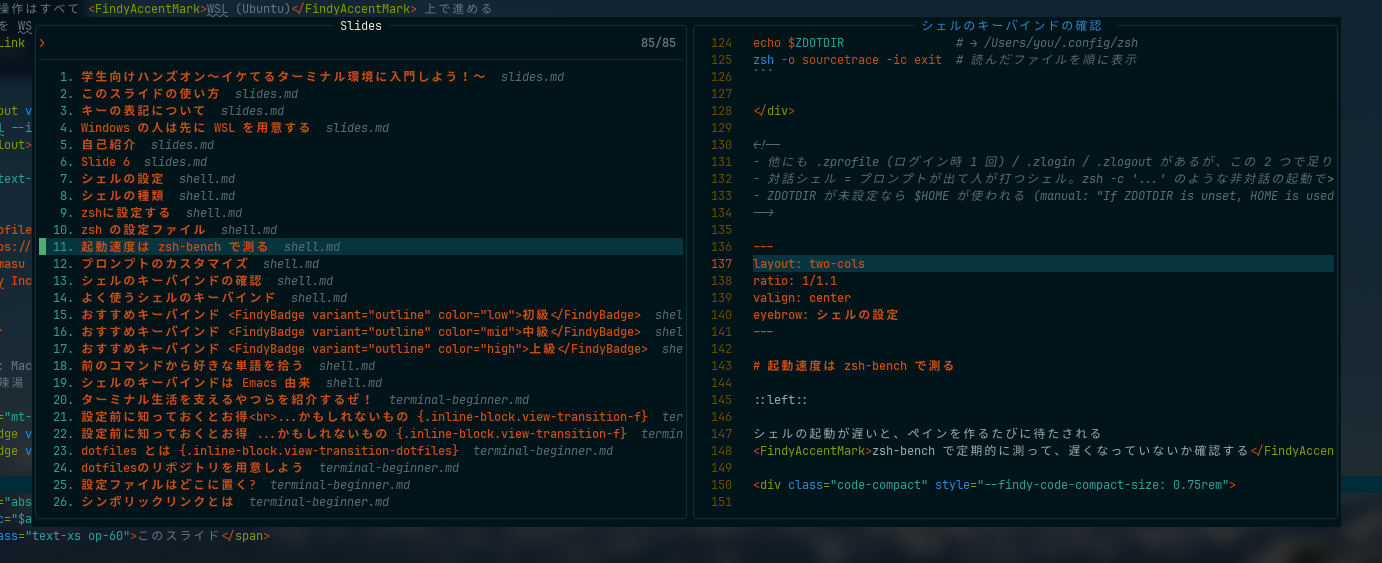 操作はすべて <FindyAccentMark>WSL (Ubuntu)</FindyAccentMark> 上で進める
Slides
シェルのキーバインドの確認
85/85
1. 学生向けハンズオン〜イケてるターミナル環境に入門しよう!〜 slides.md
2. このスライドの使い方 slides.md
3. キーの表記について slides.md
4. Windows の人は先に WSL を用意する slides.md
5. 自己紹介 slides.md
6. Slide 6 slides.md
7. シェルの設定 shell.md
8. シェルの種類 shell.md
9. zshに設定する shell.md
10. zsh の設定ファイル shell.md
11. 起動速度は zsh-bench で測る shell.md
12. プロンプトのカスタマイズ shell.md
13. シェルのキーバインドの確認 shell.md
14. よく使うシェルのキーバインド shell.md
15. おすすめキーバインド <FindyBadge variant="outline" color="low">初級</FindyBadge> shel
16. おすすめキーバインド <FindyBadge variant="outline" color="mid">中級</FindyBadge> shel
17. おすすめキーバインド <FindyBadge variant="outline" color="high">上級</FindyBadge> she
18. 前のコマンドから好きな単語を拾う shell.md
19. シェルのキーバインドは Emacs 由来 shell.md
20. ターミナル生活を支えるやつらを紹介するぜ! terminal-beginner.md
21. 設定前に知っておくとお得<br>...かもしれないもの {.inline-block.view-transition-f} ter
22. 設定前に知っておくとお得 ...かもしれないもの {.inline-block.view-transition-f} termin
23. dotfiles とは {.inline-block.view-transition-dotfiles} terminal-beginner.md
24. dotfilesのリポジトリを用意しよう terminal-beginner.md
25. 設定ファイルはどこに置く? terminal-beginner.md
26. シンボリックリンクとは terminal-beginner.md
124 echo $ZDOTDIR # → /Users/you/.config/zsh
125 zsh -o sourcetrace -ic exit # 読んだファイルを順に表示
126 ```
127
128 </div>
129
130 <!--
131 - 他にも .zprofile (ログイン時 1 回) / .zlogin / .zlogout があるが、この 2 つで足り
132 - 対話シェル = プロンプトが出て人が打つシェル。zsh -c '...' のような非対話の起動で>
133 - ZDOTDIR が未設定なら $HOME が使われる (manual: "If ZDOTDIR is unset, HOME is used
134 -->
135
136 ---
137 layout: two-cols
138 ratio: 1/1.1
139 valign: center
140 eyebrow: シェルの設定
141 ---
142
143 # 起動速度は zsh-bench で測る
144
145 ::left::
146
147 シェルの起動が遅いと、ペインを作るたびに待たされる
148 <FindyAccentMark>zsh-bench で定期的に測って、遅くなっていないか確認する</FindyAccen
149
150 <div class="code-compact" style="--findy-code-compact-size: 0.75rem">
151
を WS
Link
out v
l --i
lout>
text-
ofile
ps://
masu
y Inc
: Mac
辣湯
="mt-
dge v
dge v
="abs
c="$a
ass="text-xs op-60">このスライド</span>